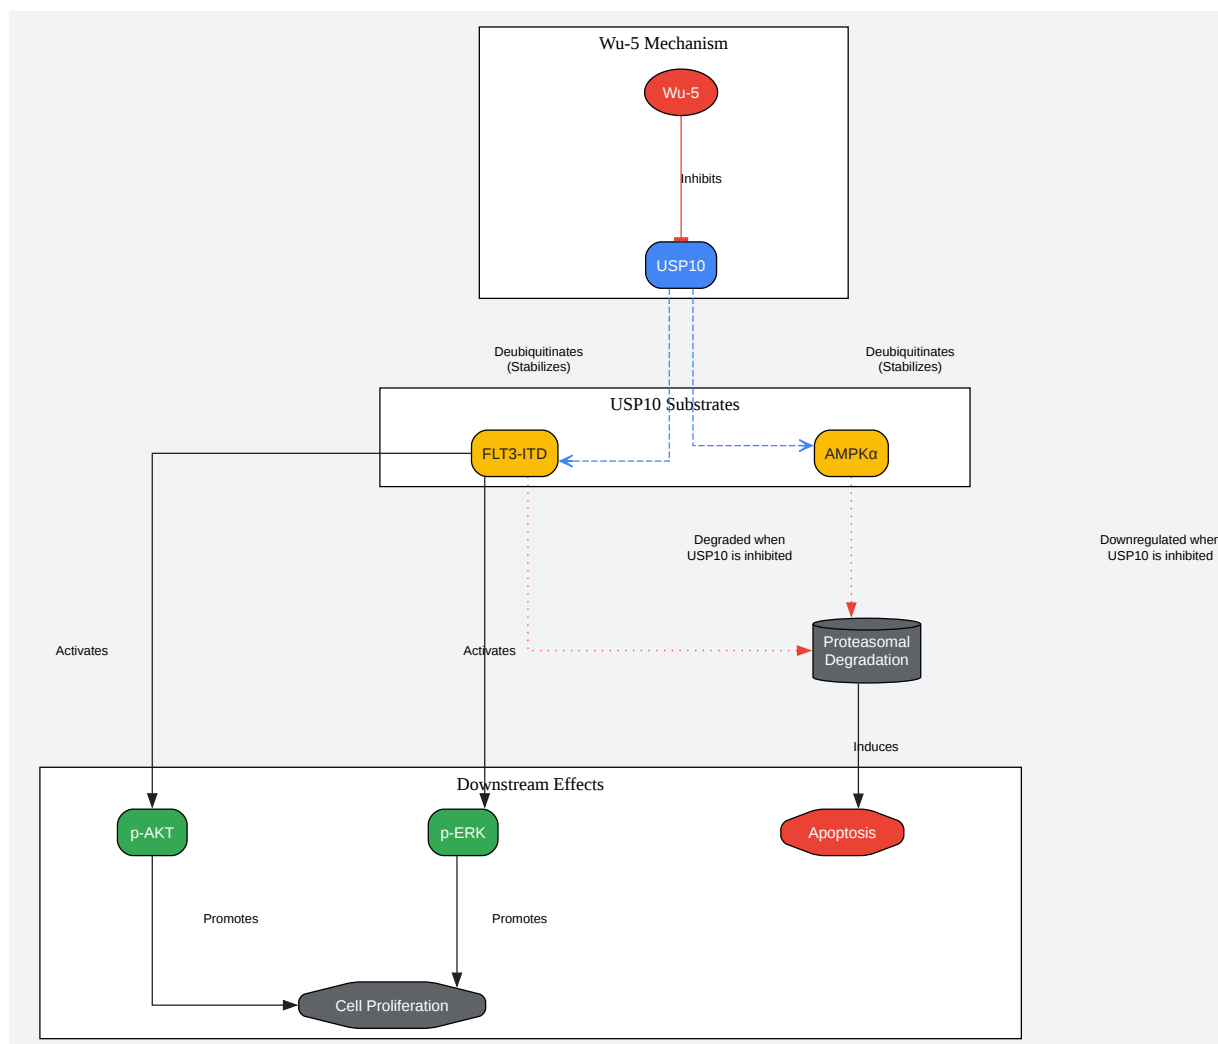 Wu-5 Mechanism
Wu-5
Inhibits
USP10
Deubiquitinates
(Stabilizes)
Deubiquitinates
(Stabilizes)
USP10 Substrates
FLT3-ITD
AMPKα
Degraded when
USP10 is inhibited
Downregulated when
USP10 is inhibited
Proteasomal
Degradation
Activates
Activates
Induces
Downstream Effects
p-AKT
p-ERK
Apoptosis
Promotes
Promotes
Cell Proliferation